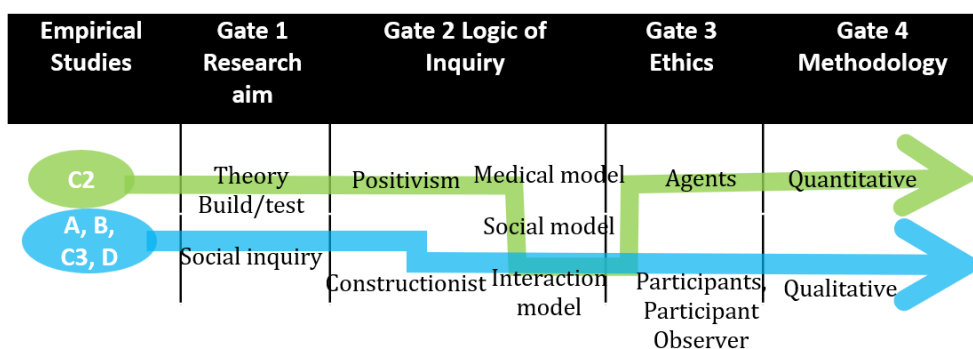 Empirical
Studies
Gate 1
Research
aim
Gate 2 Logic of
Inquiry
Gate 3
Ethics
Gate 4
Methodology
C2
Theory
Build/test
Positivism
Medical model
Agents
Quantitative
A, B,
C3, D
Social inquiry
Constructionist
Social model
Interaction
model
Participants,
Participant
Observer
Qualitative